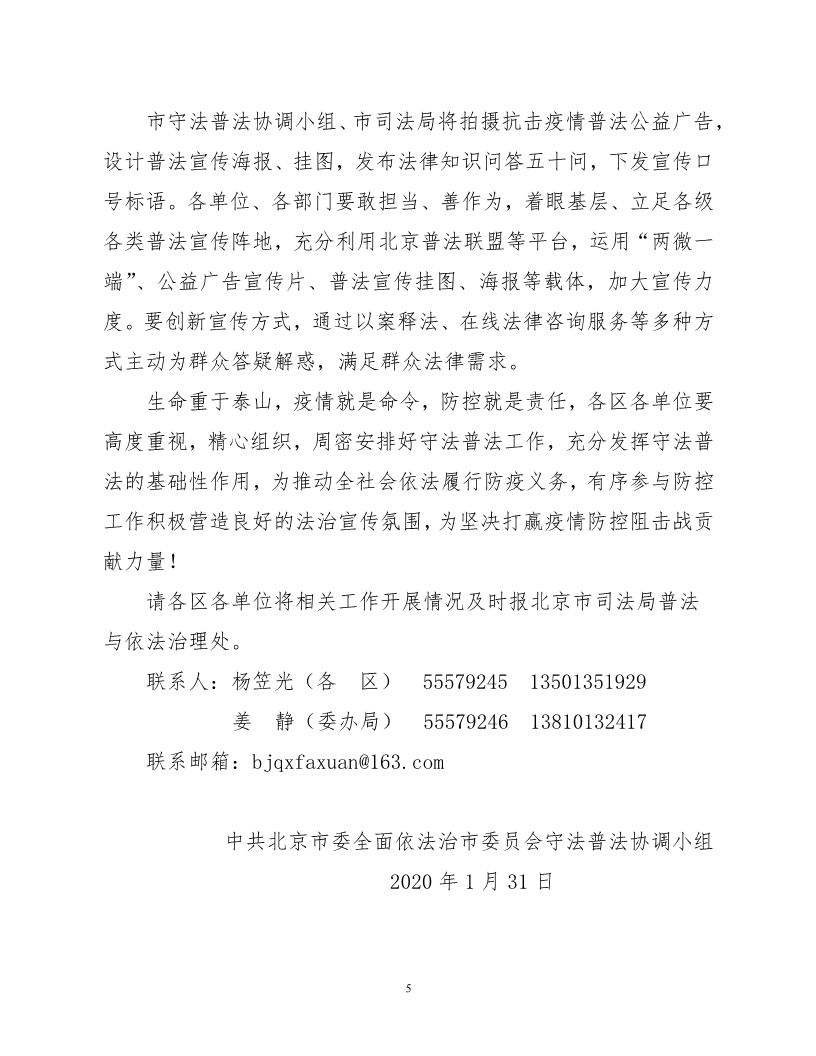 市守法普法协调小组、市司法局将拍摄抗击疫情普法公益广告，
设计普法宣传海报、挂图，发布法律知识问答五十问，下发宣传口
号标语。各单位、各部门要敢担当、善作为，着眼基层、立足各级
各类普法宣传阵地，充分利用北京普法联盟等平台，运用“两微一
端”、公益广告宣传片、普法宣传挂图、海报等载体，加大宣传力
度。要创新宣传方式，通过以案释法、在线法律咨询服务等多种方
式主动为群众答疑解惑，满足群众法律需求。
生命重于泰山，疫情就是命令，防控就是责任，各区各单位要
高度重视，精心组织，周密安排好守法普法工作，充分发挥守法普
法的基础性作用，为推动全社会依法履行防疫义务，有序参与防控
工作积极营造良好的法治宣传氛围，为坚决打赢疫情防控阻击战贡
献力量！
请各区各单位将相关工作开展情况及时报北京市司法局普法
与依法治理处。
联系人：杨笠光（各　区）　55579245　13501351929
姜　静（委办局）　55579246　13810132417
联系邮箱：bjqxfaxuan@163.com
中共北京市委全面依法治市委员会守法普法协调小组
2020 年 1 月 31 日
5